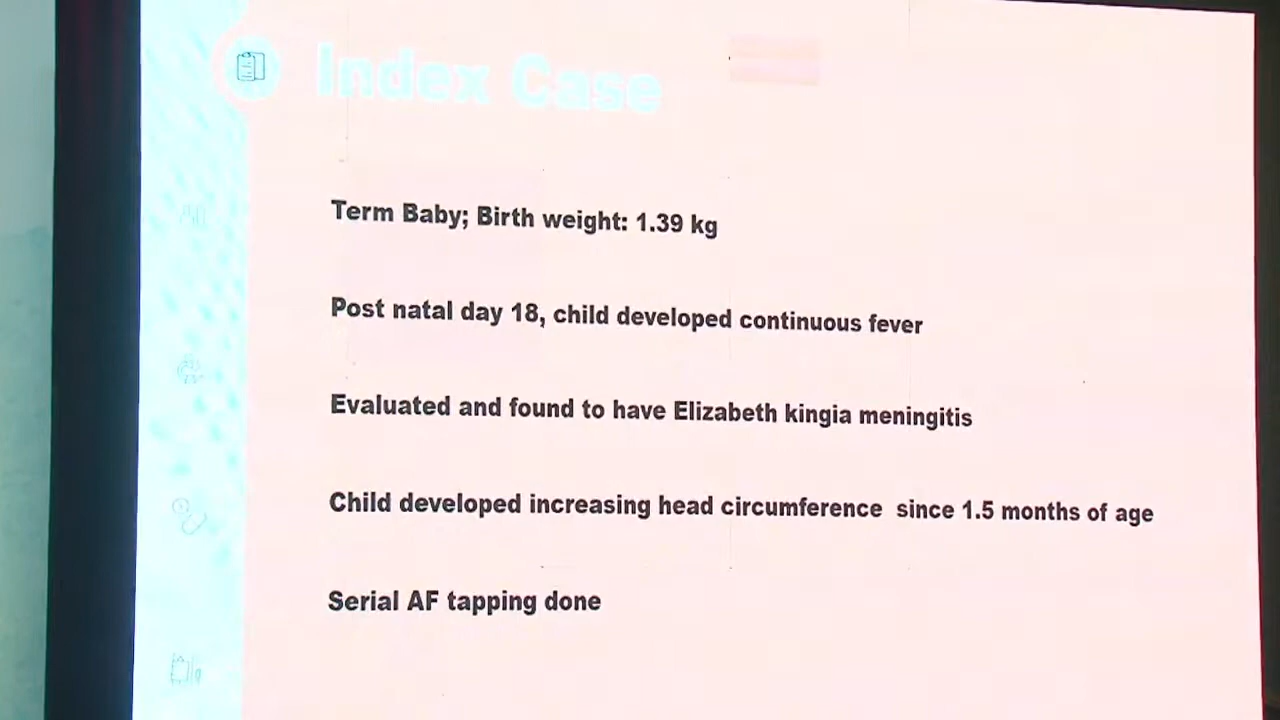 Index Case
Term Baby; Birth weight: 1.39 kg
Post natal day 18, child developed continuous fever
Evaluated and found to have Elizabeth kingia meningitis
Child developed increasing head circumference since 1.5 months of age
Serial AF tapping done